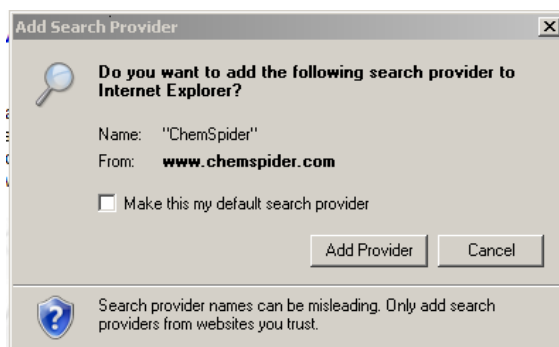 Add Search Provider
Do you want to add the following search provider to
Internet Explorer?
Name: "ChemSpider"
From: www.chemspider.com
Make this my default search provider
Add Provider Cancel
Search provider names can be misleading. Only add search
providers from websites you trust.